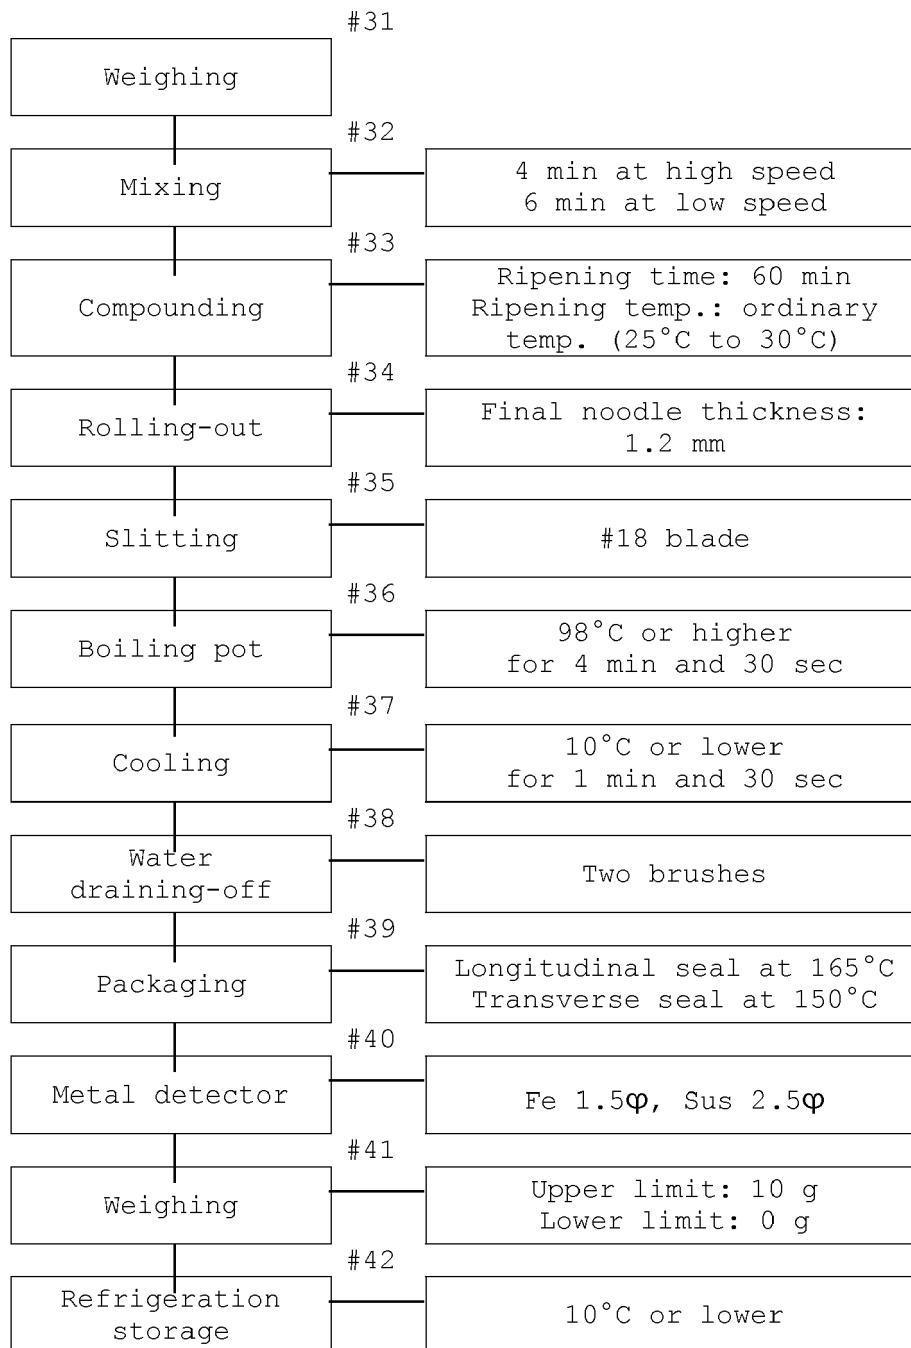 #31
Weighing
#32
Mixing
4 min at high speed
6 min at low speed
#33
Compounding
Ripening time: 60 min
Ripening temp.: ordinary
temp. (25°C to 30°C)
#34
Rolling-out
Final noodle thickness:
1.2 mm
#35
Slitting
#18 blade
#36
Boiling pot
98°C or higher
for 4 min and 30 sec
#37
Cooling
10°C or lower
for 1 min and 30 sec
#38
Water
draining-off
Two brushes
#39
Packaging
Longitudinal seal at 165°C
Transverse seal at 150°C
#40
Metal detector
Fe 1.5φ, Sus 2.5φ
#41
Weighing
Upper limit: 10 g
Lower limit: 0 g
#42
Refrigeration
storage
10°C or lower